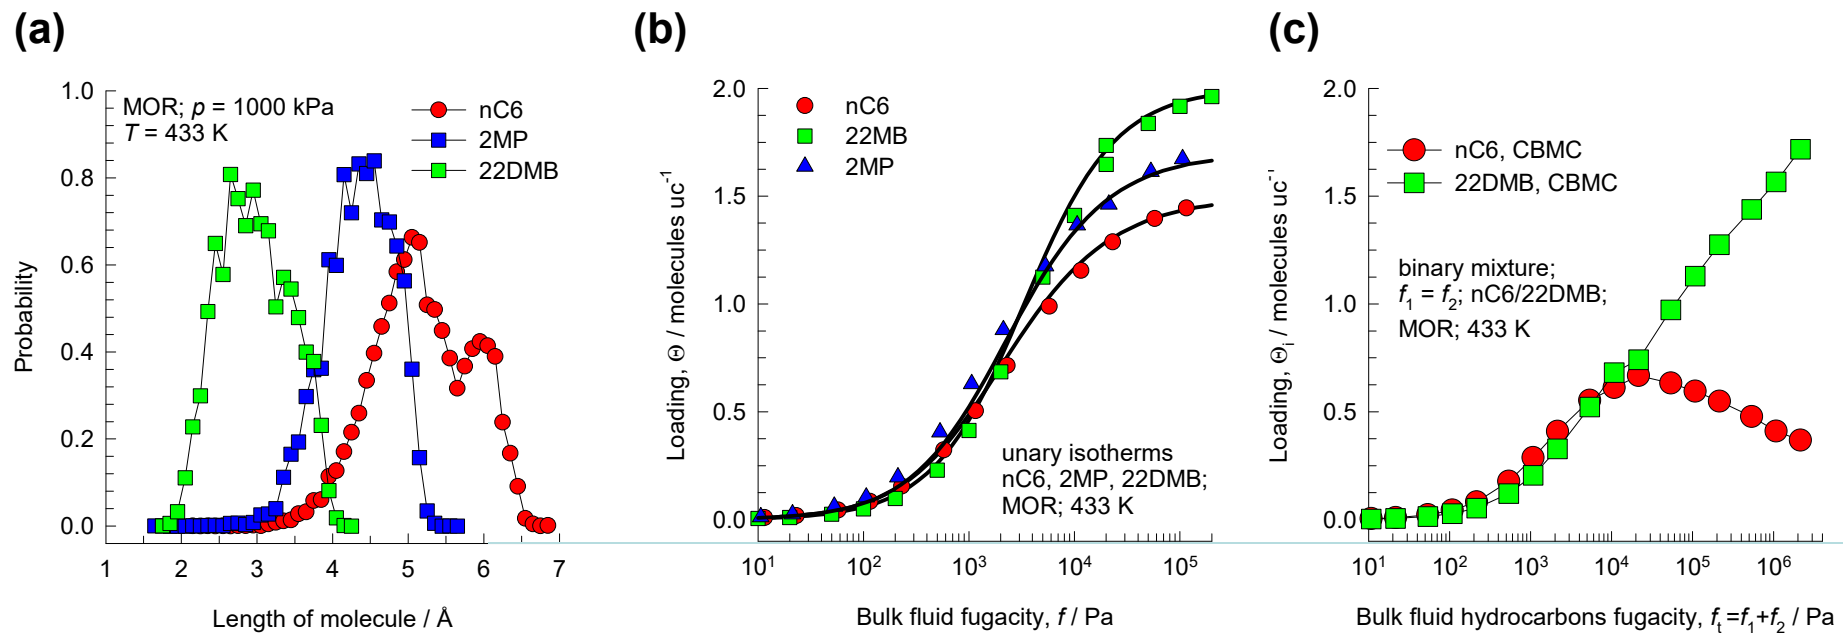 (a)
1.0
0.8
0.6
0.4
0.2
0.0
Probability
MOR; p = 1000 kPa
T = 433 K
nC6
2MP
22DMB
1 2 3 4 5 6 7
Length of molecule / Å
(b)
2.0
1.5
1.0
0.5
0.0
Loading, Θ / molecules uc⁻¹
nC6
22MB
2MP
unary isotherms
nC6, 2MP, 22DMB;
MOR; 433 K
10¹ 10² 10³ 10⁴ 10⁵
Bulk fluid fugacity, f / Pa
(c)
2.0
1.5
1.0
0.5
0.0
Loading, Θᵢ / molecules uc⁻¹
nC6, CBMC
22DMB, CBMC
binary mixture;
f₁ = f₂; nC6/22DMB;
MOR; 433 K
10¹ 10² 10³ 10⁴ 10⁵ 10⁶
Bulk fluid hydrocarbons fugacity, fₜ=f₁+f₂ / Pa